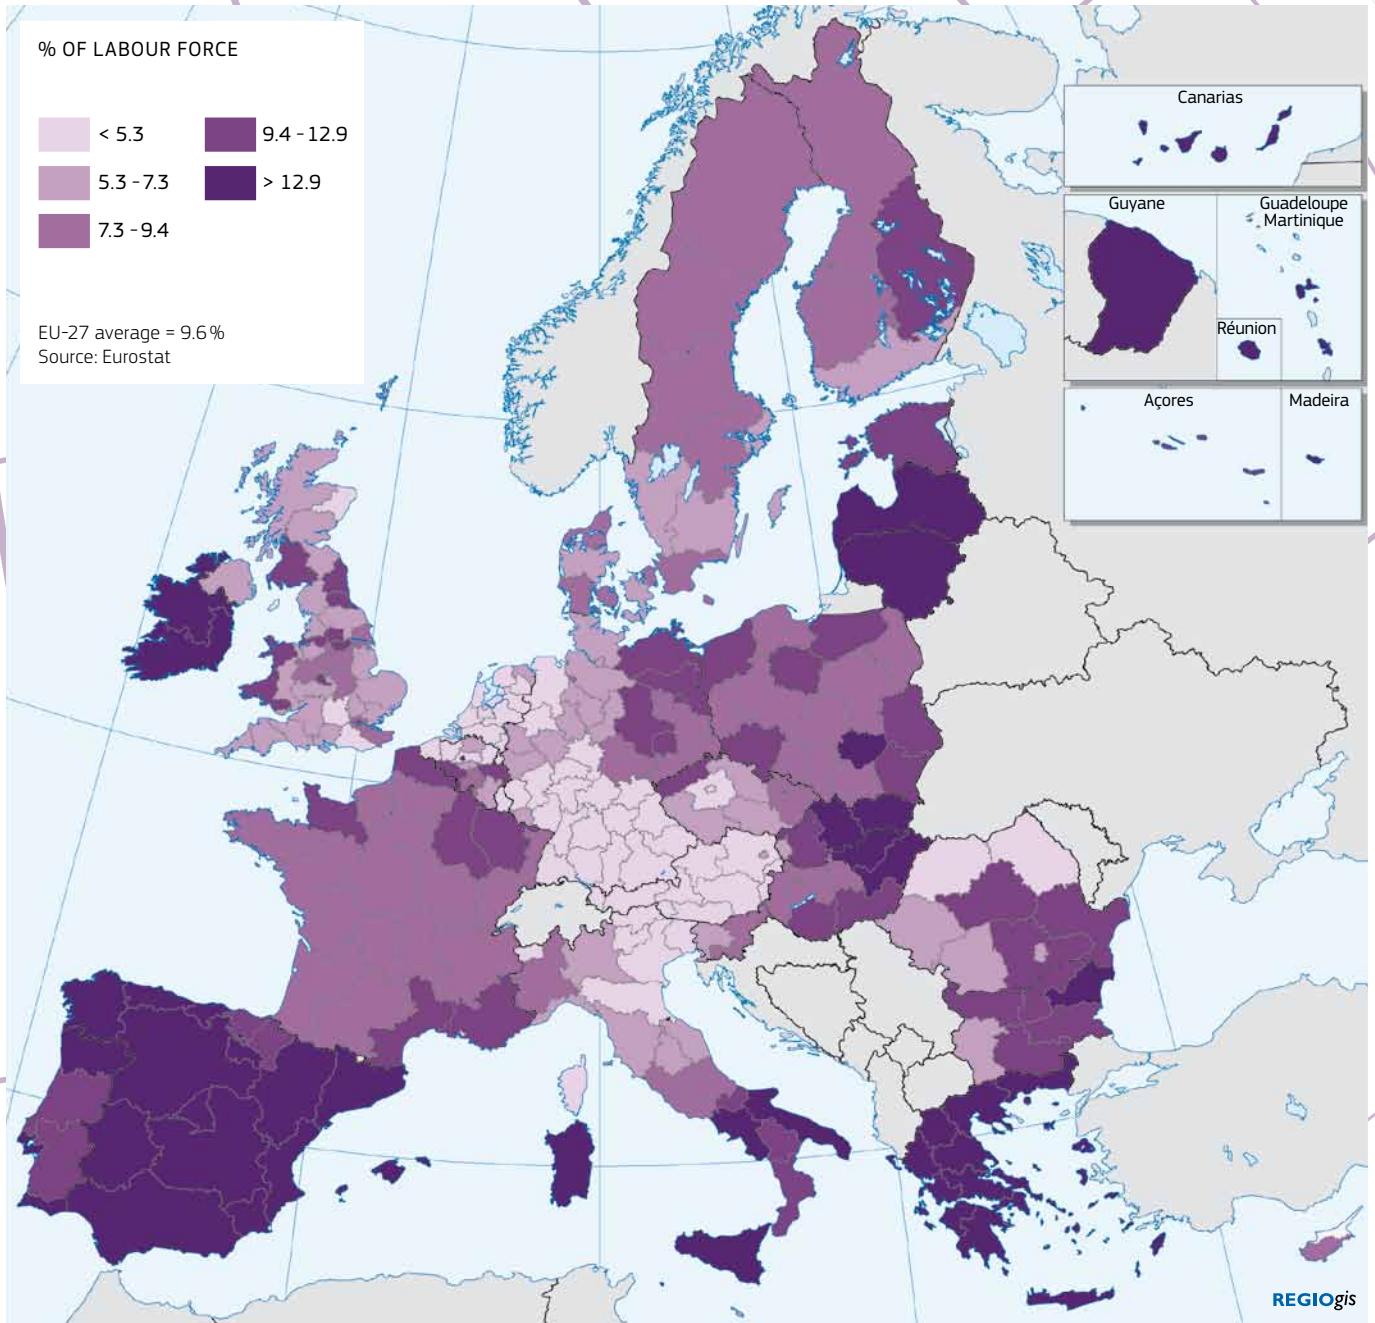 % OF LABOUR FORCE
< 5.3
9.4 - 12.9
5.3 - 7.3
> 12.9
7.3 - 9.4
EU-27 average = 9.6 %
Source: Eurostat
Canarias
Guyane
Guadeloupe
Martinique
Réunion
Açores
Madeira
REGIOgis